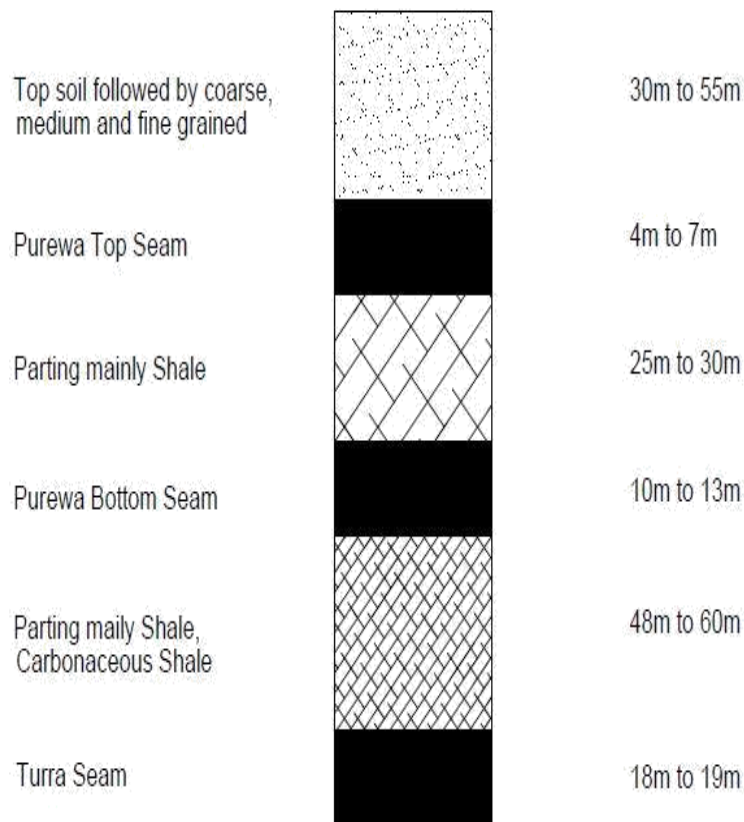 Top soil followed by coarse,
medium and fine grained
30m to 55m
Purewa Top Seam
4m to 7m
Parting mainly Shale
25m to 30m
Purewa Bottom Seam
10m to 13m
Parting maily Shale,
Carbonaceous Shale
48m to 60m
Turra Seam
18m to 19m